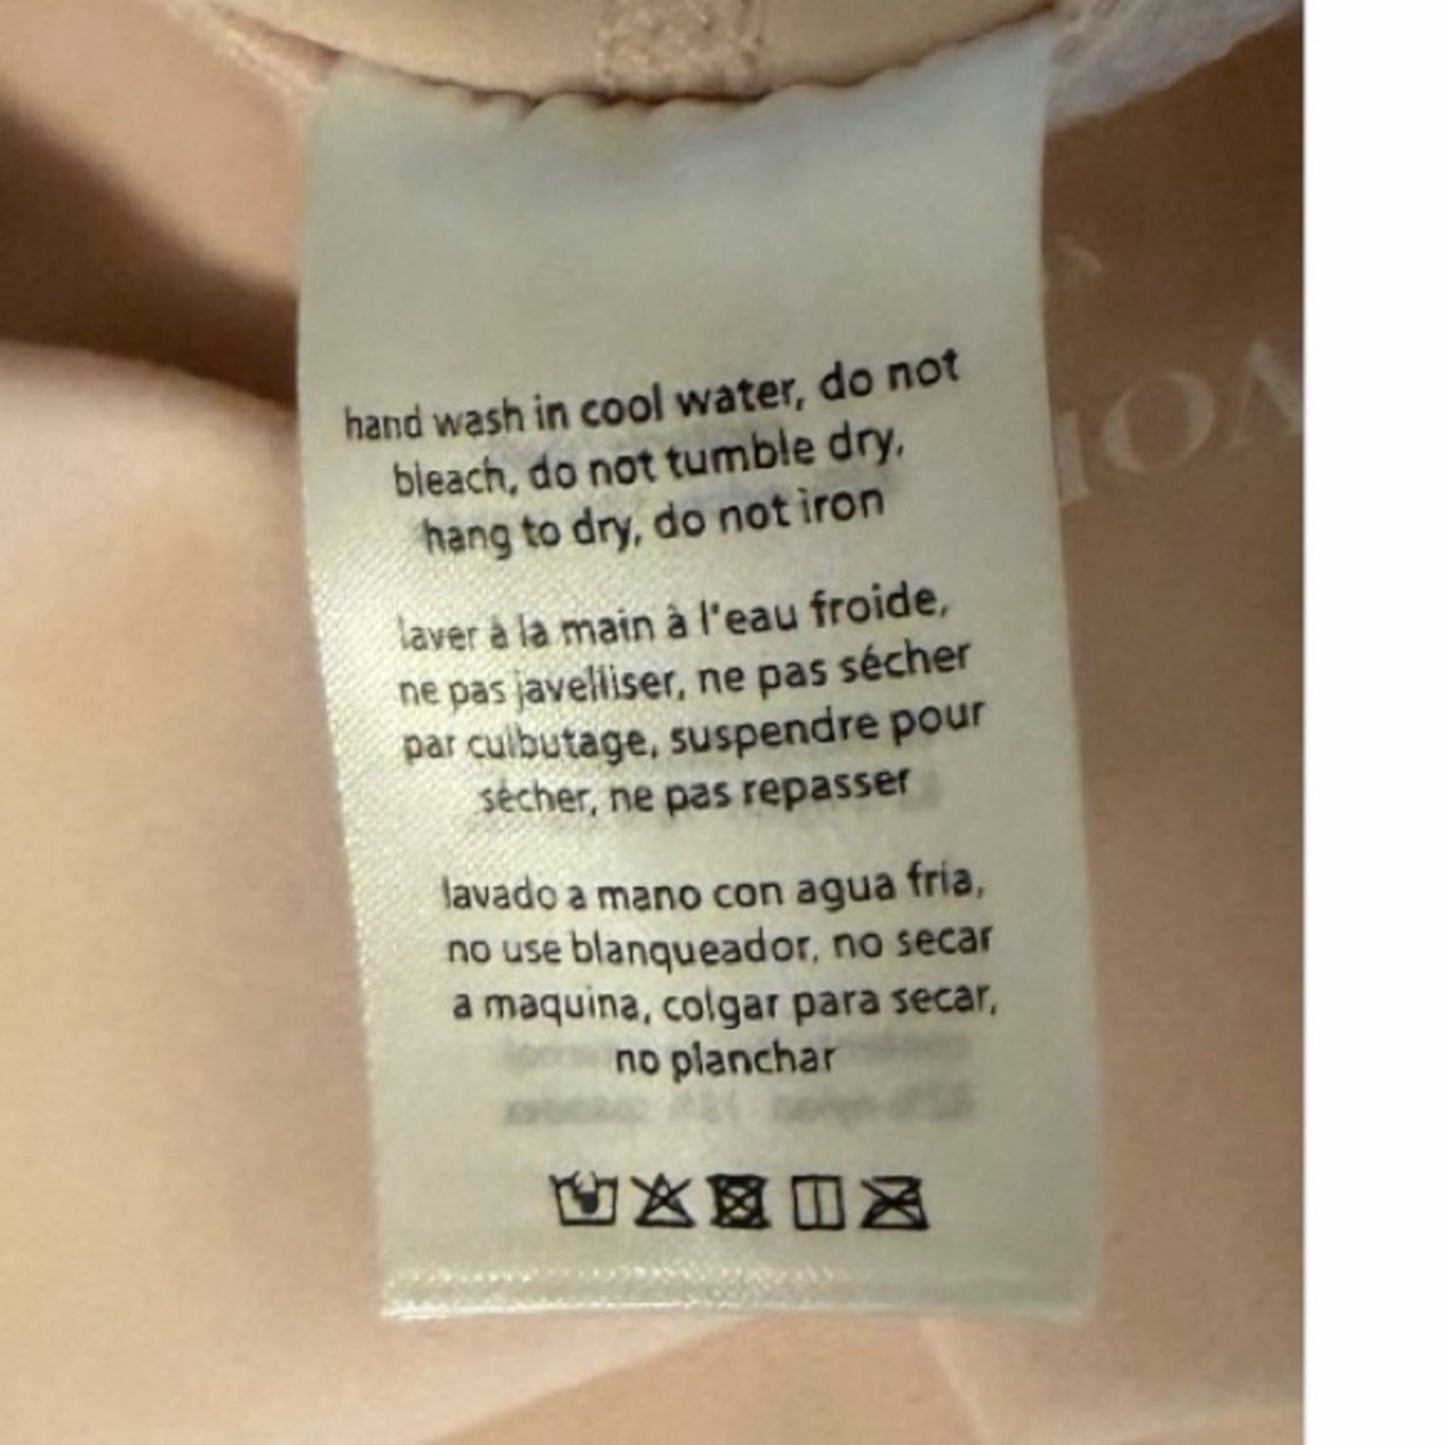 hand wash in cool water, do not
bleach, do not tumble dry,
hang to dry, do not iron
laver à la main à l'eau froide,
ne pas javelliser, ne pas sécher
par culbutage, suspendre pour
sécher, ne pas repasser
lavado a mano con agua fria,
no use blanqueador, no secar
a maquina, colgar para secar,
no planchar